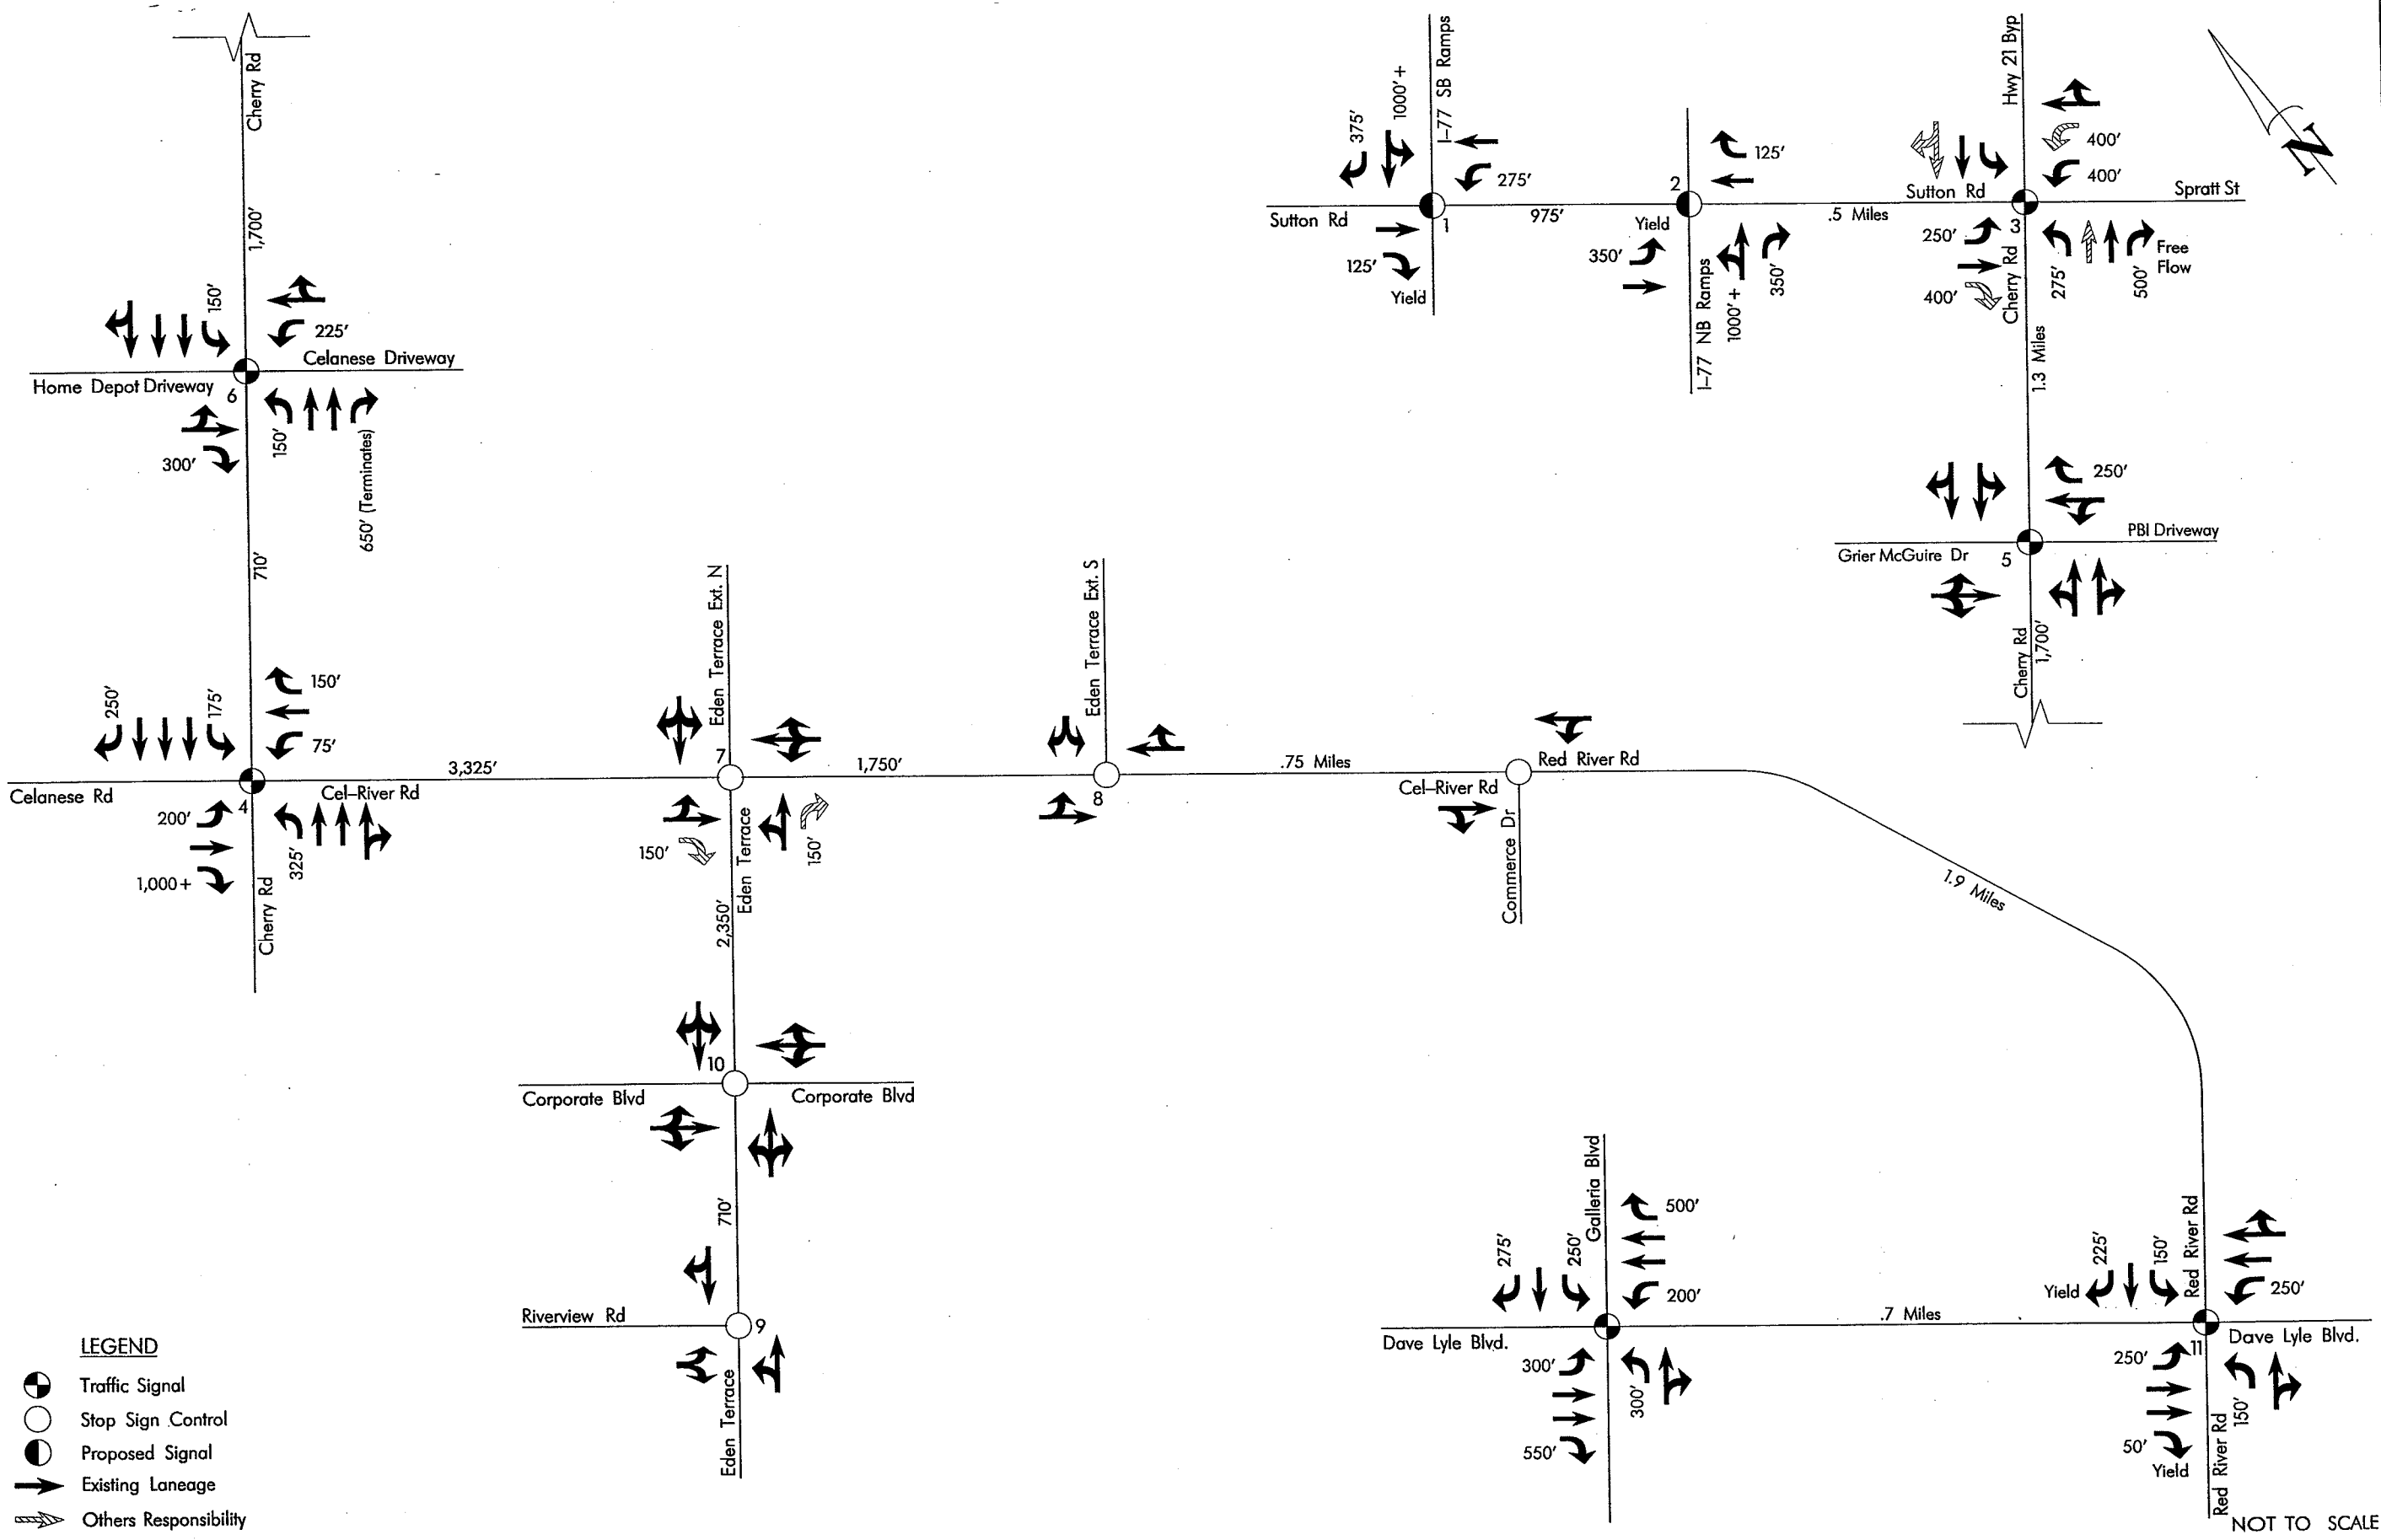 Cherry Rd
1,700'
150'
225'
Celanese Driveway
Home Depot Driveway
6
300'
150'
650' (Terminates)
710'
250'
175'
150'
75'
Celanese Rd
4
Cel-River Rd
3,325'
200'
1,000+
325'
Cherry Rd
Eden Terrace Ext. N
7
1,750'
150'
150'
Eden Terrace
2,350'
Eden Terrace Ext. S
8
.75 Miles
Cel-River Rd
Red River Rd
Commerce Dr
1.9 Miles
10
Corporate Blvd
Corporate Blvd
710'
Riverview Rd
9
Eden Terrace
375'
1000'+
I-77 SB Ramps
275'
Sutton Rd
1
975'
125'
Yield
2
125'
Yield
350'
I-77 NB Ramps
1000'+
350'
.5 Miles
Hwy 21 Byp
400'
400'
Sutton Rd
Spratt St
3
250'
400'
Cherry Rd
275'
500'
Free
Flow
1.3 Miles
250'
PBI Driveway
Grier McGuire Dr
5
Cherry Rd
1,700'
N
Galleria Blvd
275'
250'
500'
200'
Dave Lyle Blvd.
300'
550'
300'
.7 Miles
225'
150'
Yield
Red River Rd
250'
Dave Lyle Blvd.
11
250'
50'
Yield
150'
Red River Rd
LEGEND
Traffic Signal
Stop Sign Control
Proposed Signal
Existing Laneage
Others Responsibility
NOT TO SCALE